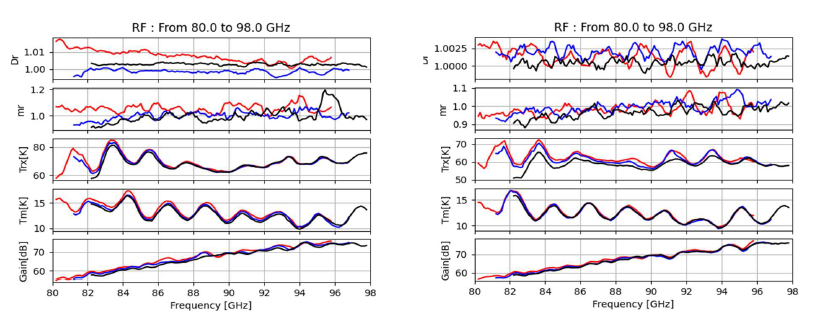 RF : From 80.0 to 98.0 GHz
Dr
1.01
1.00
mr
1.2
1.0
Trx[K]
80
60
Tm[K]
15
10
Gain[dB]
70
60
80 82 84 86 88 90 92 94 96 98
Frequency [GHz]
RF : From 80.0 to 98.0 GHz
1.0025
1.0000
mr
1.1
1.0
0.9
Trx[K]
70
60
50
Tm[K]
10
Gain[dB]
70
60
80 82 84 86 88 90 92 94 96 98
Frequency [GHz]